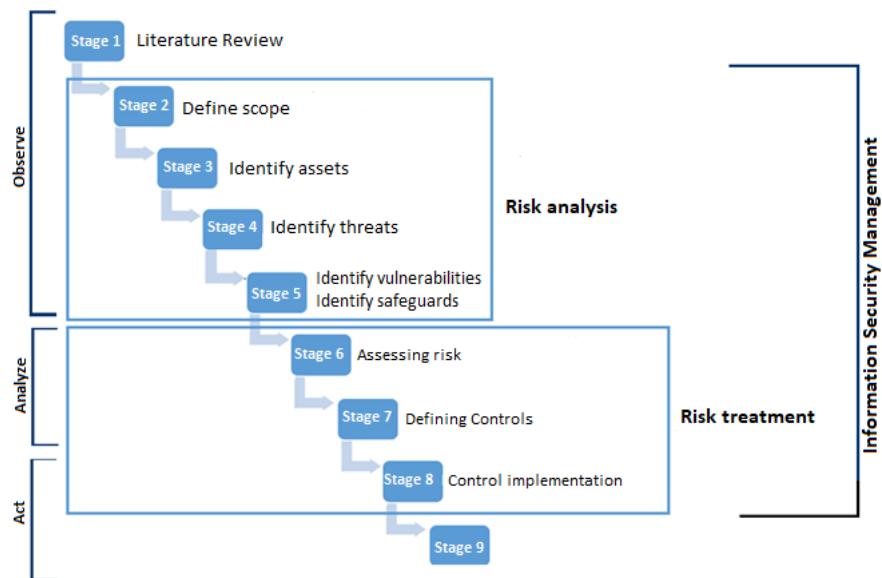 Stage 1
Literature Review
Stage 2
Define scope
Stage 3
Identify assets
Stage 4
Identify threats
Stage 5
Identify vulnerabilities
Identify safeguards
Stage 6
Assessing risk
Stage 7
Defining Controls
Stage 8
Control implementation
Stage 9
Observe
Analyze
Act
Risk analysis
Risk treatment
Information Security Management